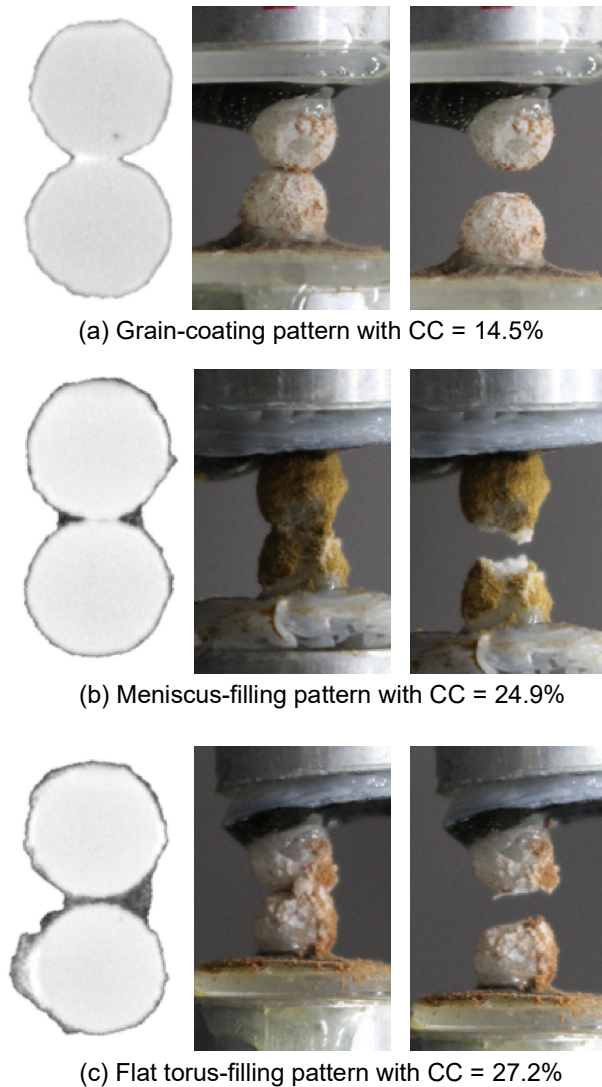 (a) Grain-coating pattern with CC = 14.5%
(b) Meniscus-filling pattern with CC = 24.9%
(c) Flat torus-filling pattern with CC = 27.2%